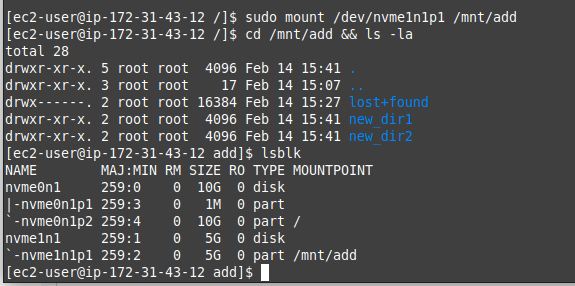 [ec2-user@ip-172-31-43-12 /]$ sudo mount /dev/nvme1n1p1 /mnt/add
[ec2-user@ip-172-31-43-12 /]$ cd /mnt/add && ls -la
total 28
drwxr-xr-x. 5 root root  4096 Feb 14 15:41 .
drwxr-xr-x. 3 root root    17 Feb 14 15:07 ..
drwx------. 2 root root 16384 Feb 14 15:27 lost+found
drwxr-xr-x. 2 root root  4096 Feb 14 15:41 new_dir1
drwxr-xr-x. 2 root root  4096 Feb 14 15:41 new_dir2
[ec2-user@ip-172-31-43-12 add]$ lsblk
NAME        MAJ:MIN RM SIZE RO TYPE MOUNTPOINT
nvme0n1     259:0    0  10G  0 disk
|-nvme0n1p1 259:3    0   1M  0 part
`-nvme0n1p2 259:4    0  10G  0 part /
nvme1n1     259:1    0   5G  0 disk
`-nvme1n1p1 259:2    0   5G  0 part /mnt/add
[ec2-user@ip-172-31-43-12 add]$